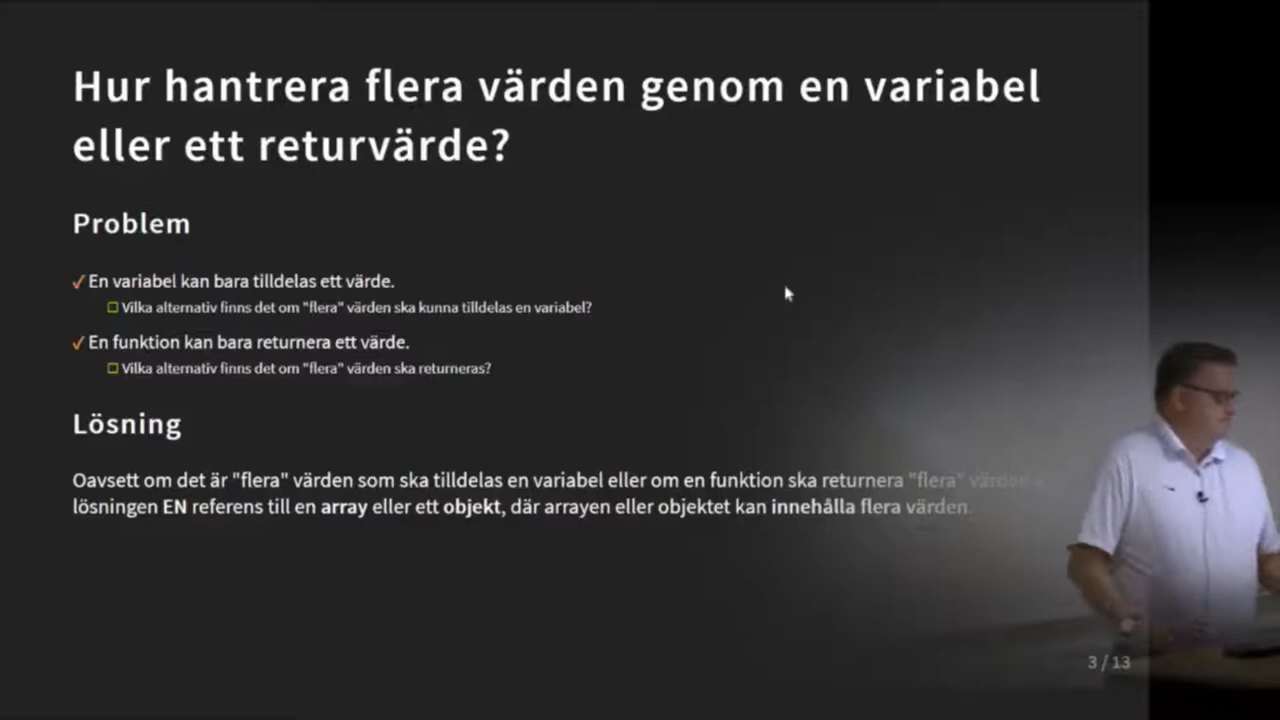 Hur hantrera flera värden genom en variabel
eller ett returvärde?
Problem
✓ En variabel kan bara tilldelas ett värde.
☐ Vilka alternativ finns det om "flera" värden ska kunna tilldelas en variabel?
✓ En funktion kan bara returnera ett värde.
☐ Vilka alternativ finns det om "flera" värden ska returneras?
Lösning
Oavsett om det är "flera" värden som ska tilldelas en variabel eller om en funktion ska returnera "flera" värden
lösningen EN referens till en array eller ett objekt, där arrayen eller objektet kan innehålla flera värden.
3 / 13